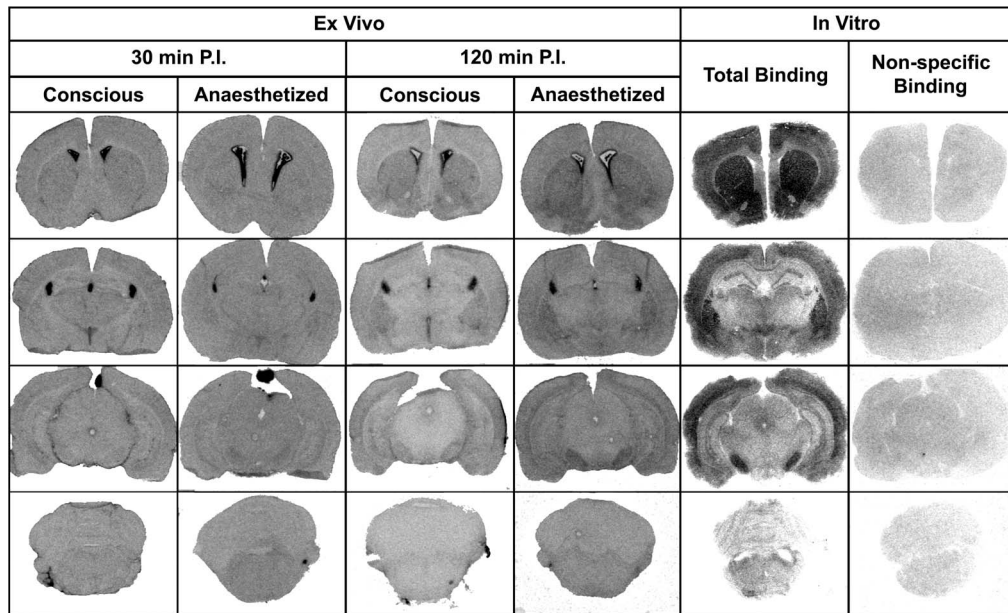 Ex Vivo
In Vitro
30 min P.I.
120 min P.I.
Total Binding
Non-specific
Binding
Conscious
Anaesthetized
Conscious
Anaesthetized